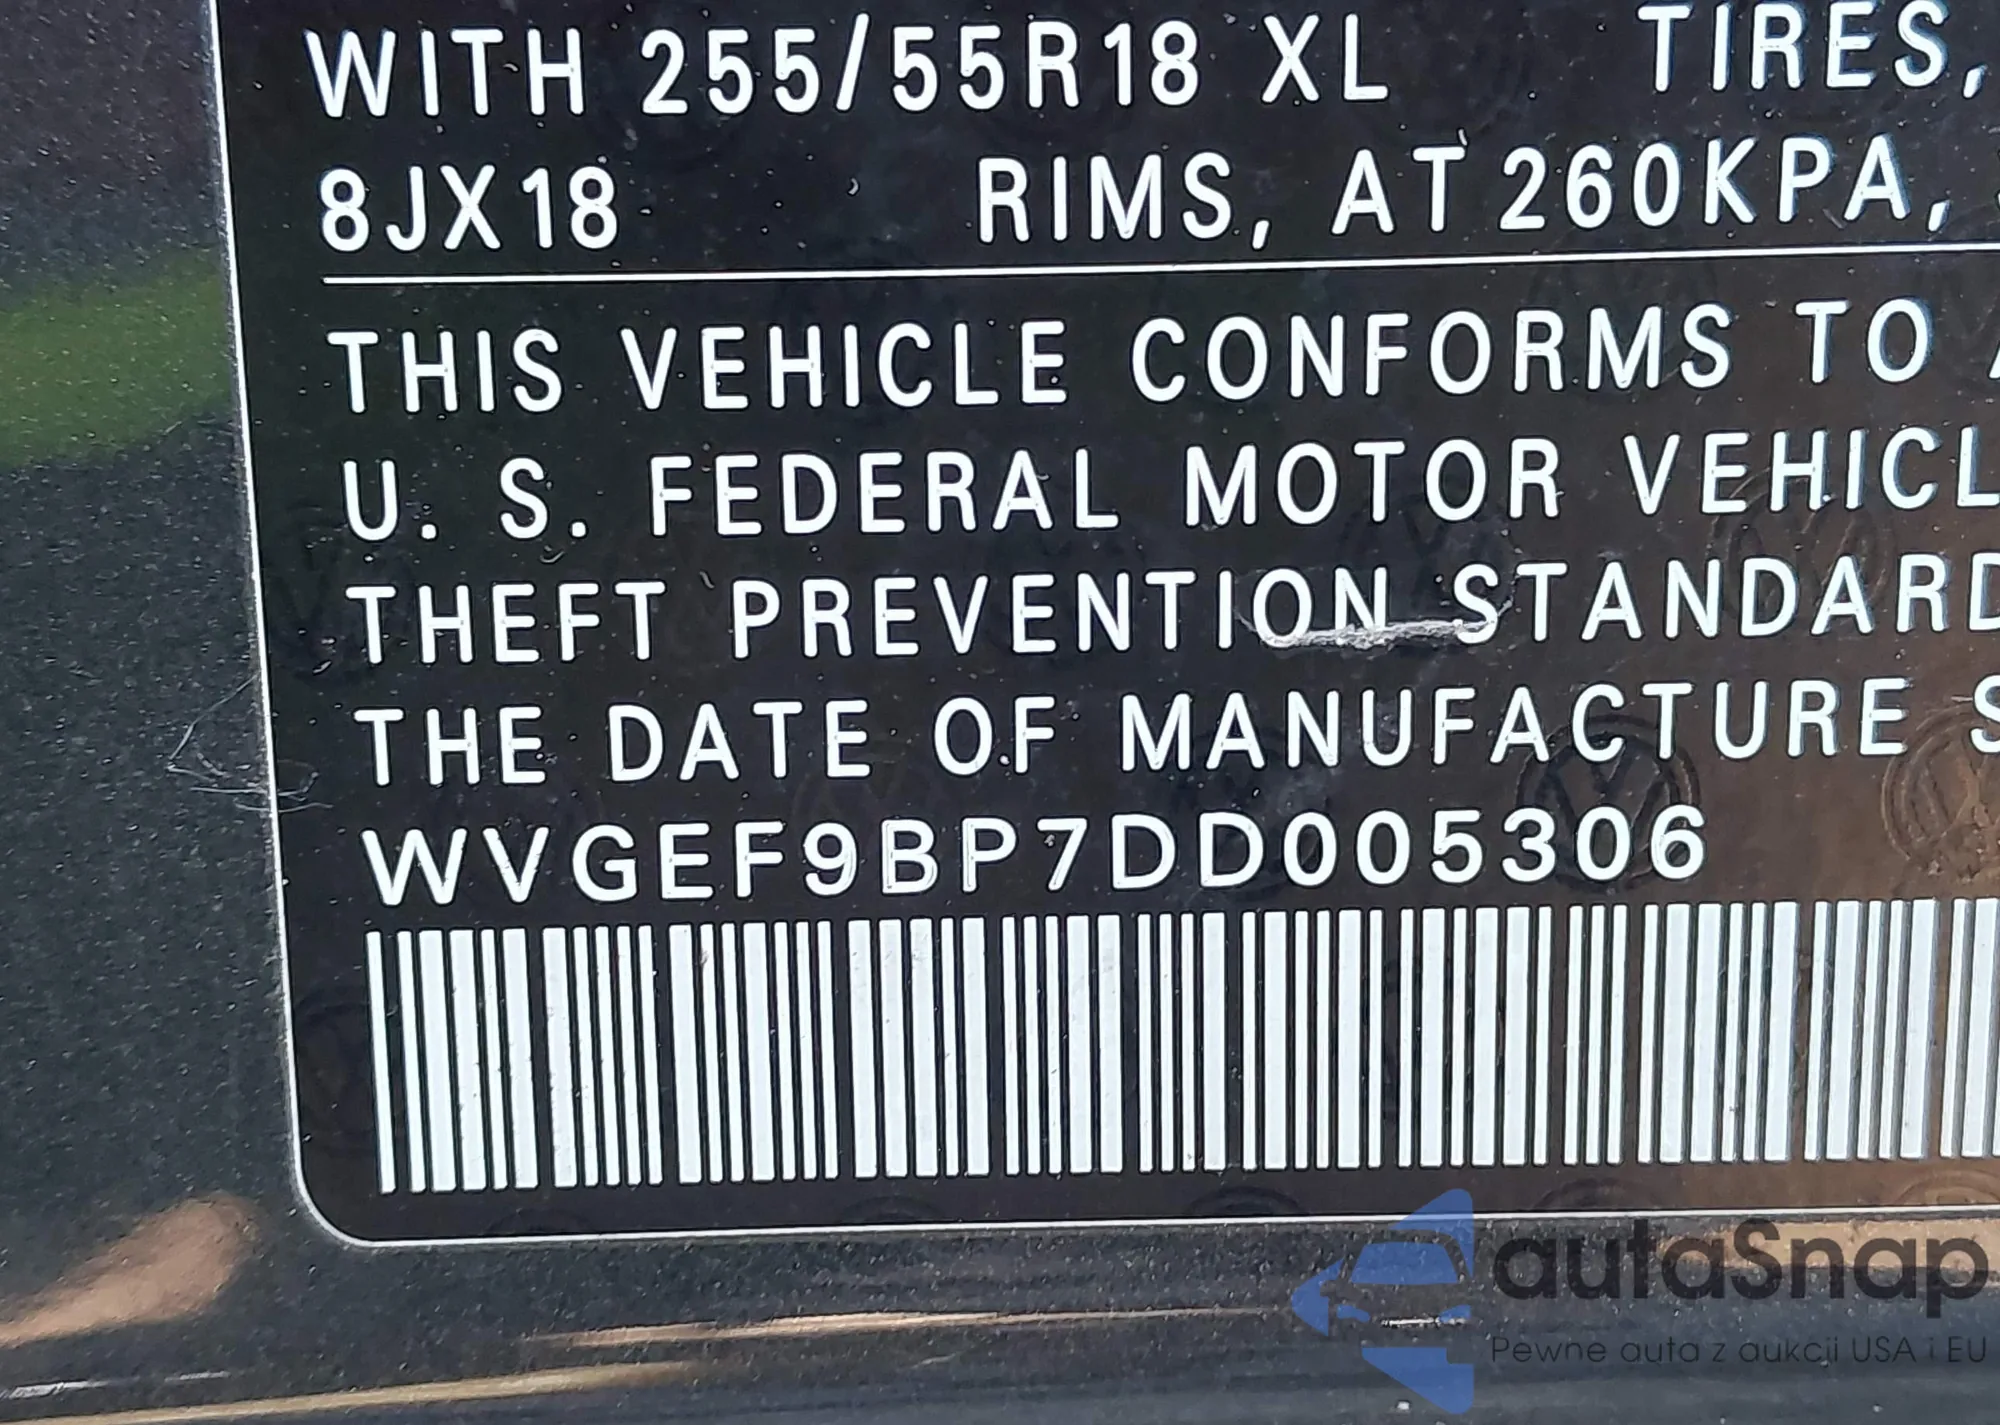 WITH 255/55R18 XL TIRES,
8JX18 RIMS, AT 260KPA,
THIS VEHICLE CONFORMS TO
U. S. FEDERAL MOTOR VEHICL
THEFT PREVENTION STANDARD
THE DATE OF MANUFACTURE S
WVGEF9BP7DD005306
autaSnap
Pewne auta z aukcji USA i EU